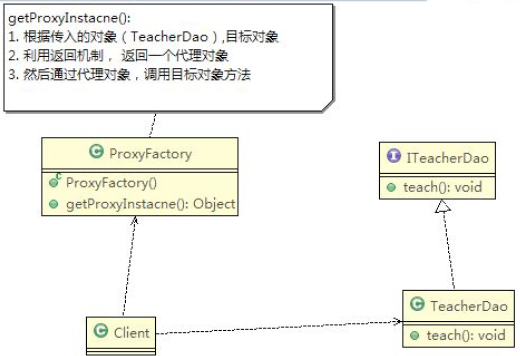 getProxyInstacne():
1. 根据传入的对象（TeacherDao）,目标对象
2. 利用返回机制， 返回一个代理对象
3. 然后通过代理对象，调用目标对象方法
C ProxyFactory
C ProxyFactory()
getProxyInstacne(): Object
I ITeacherDao
teach(): void
C Client
C TeacherDao
teach(): void